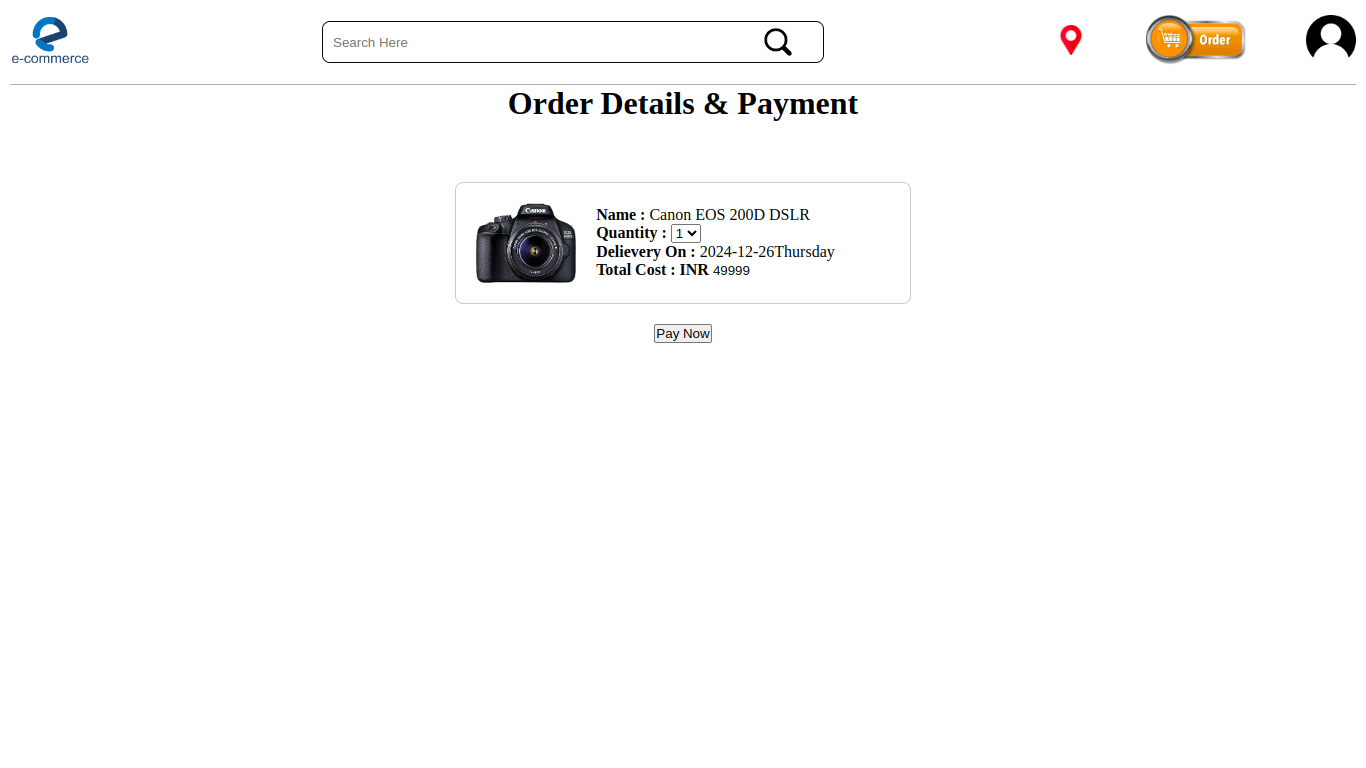 e-commerce
Search Here
Order
Order Details & Payment
Canon
Name : Canon EOS 200D DSLR
Quantity : 1
Delievery On : 2024-12-26Thursday
Total Cost : INR 49999
Pay Now